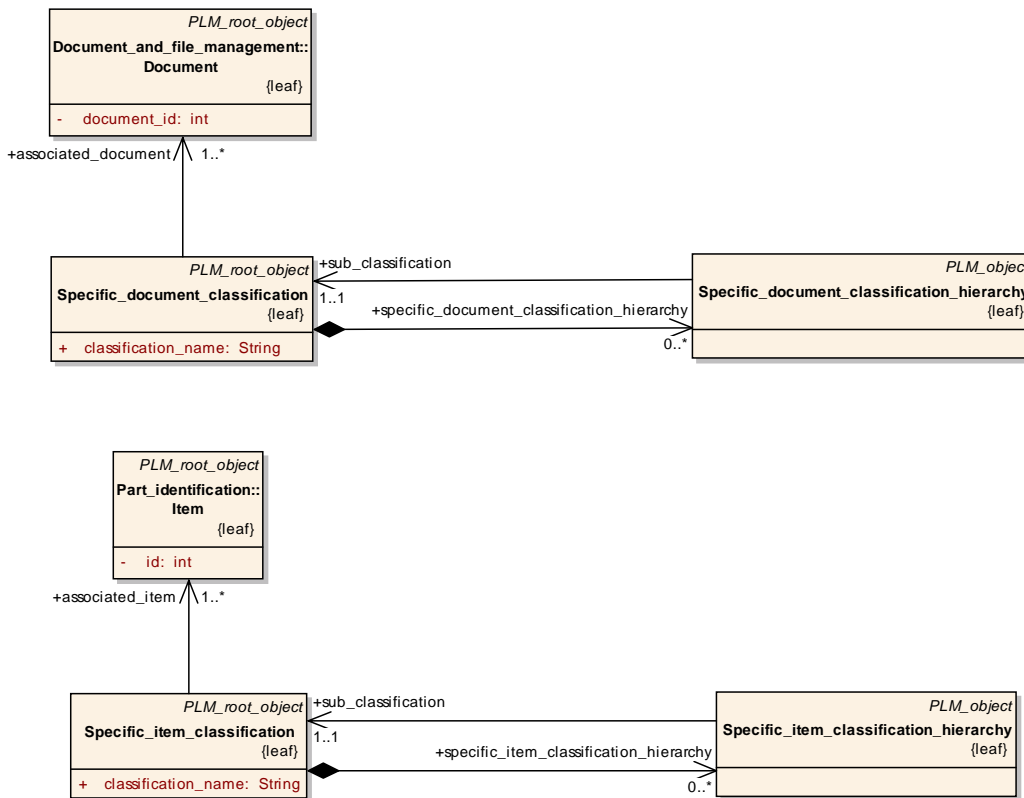 PLM_root_object
Document_and_file_management::
Document
{leaf}
- document_id: int
+associated_document 1..*
PLM_root_object
Specific_document_classification
{leaf}
+ classification_name: String
+sub_classification
1..1
+specific_document_classification_hierarchy
0..*
PLM_objec
Specific_document_classification_hierarchy
{leaf}
PLM_root_object
Part_identification::
Item
{leaf}
- id: int
+associated_item 1..*
PLM_root_object
Specific_item_classification
{leaf}
+ classification_name: String
+sub_classification
1..1
+specific_item_classification_hierarchy
0..*
PLM_object
Specific_item_classification_hierarchy
{leaf}